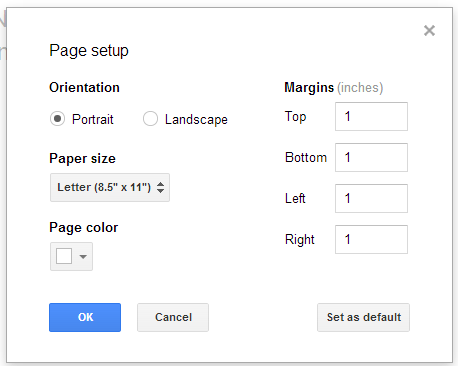 Page setup
Orientation
Portrait Landscape
Paper size
Letter (8.5" x 11")
Page color
Margins (inches)
Top 1
Bottom 1
Left 1
Right 1
OK Cancel Set as default